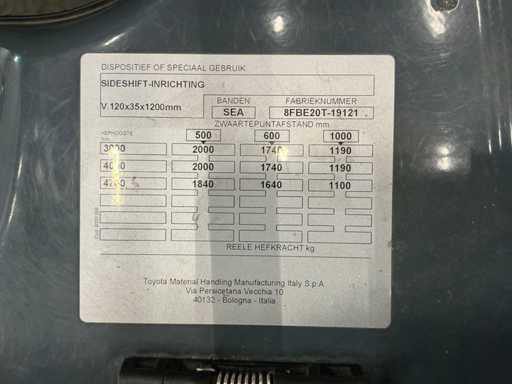 DISPOSITIEF OF SPECIAAL GEBRUIK
SIDESHIFT-INRICHTING
V.120x35x1200mm
BANDEN FABRIEKNUMMER
SEA 8FBE20T-19121
ZWAARTEPUNTAFSTAND mm
HEFHOOGTE mm 500 600 1000
2000 1740 1190
2000 1740 1190
1840 1640 1100
REELE HEFKRACHT kg
Toyota Material Handling Manufacturing Italy S.p.A
Via Persicetana Vecchia 10
40132 - Bologna - Italia